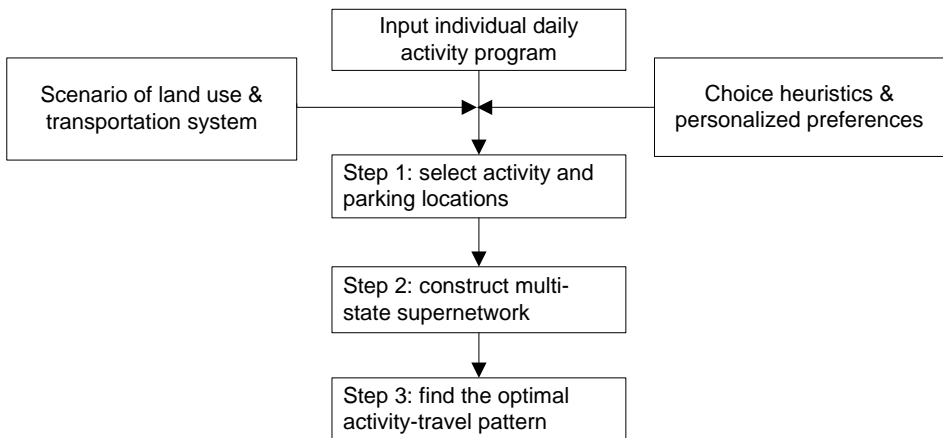 Input individual daily
activity program
Scenario of land use &
transportation system
Choice heuristics &
personalized preferences
Step 1: select activity and
parking locations
Step 2: construct multi-
state supernetwork
Step 3: find the optimal
activity-travel pattern